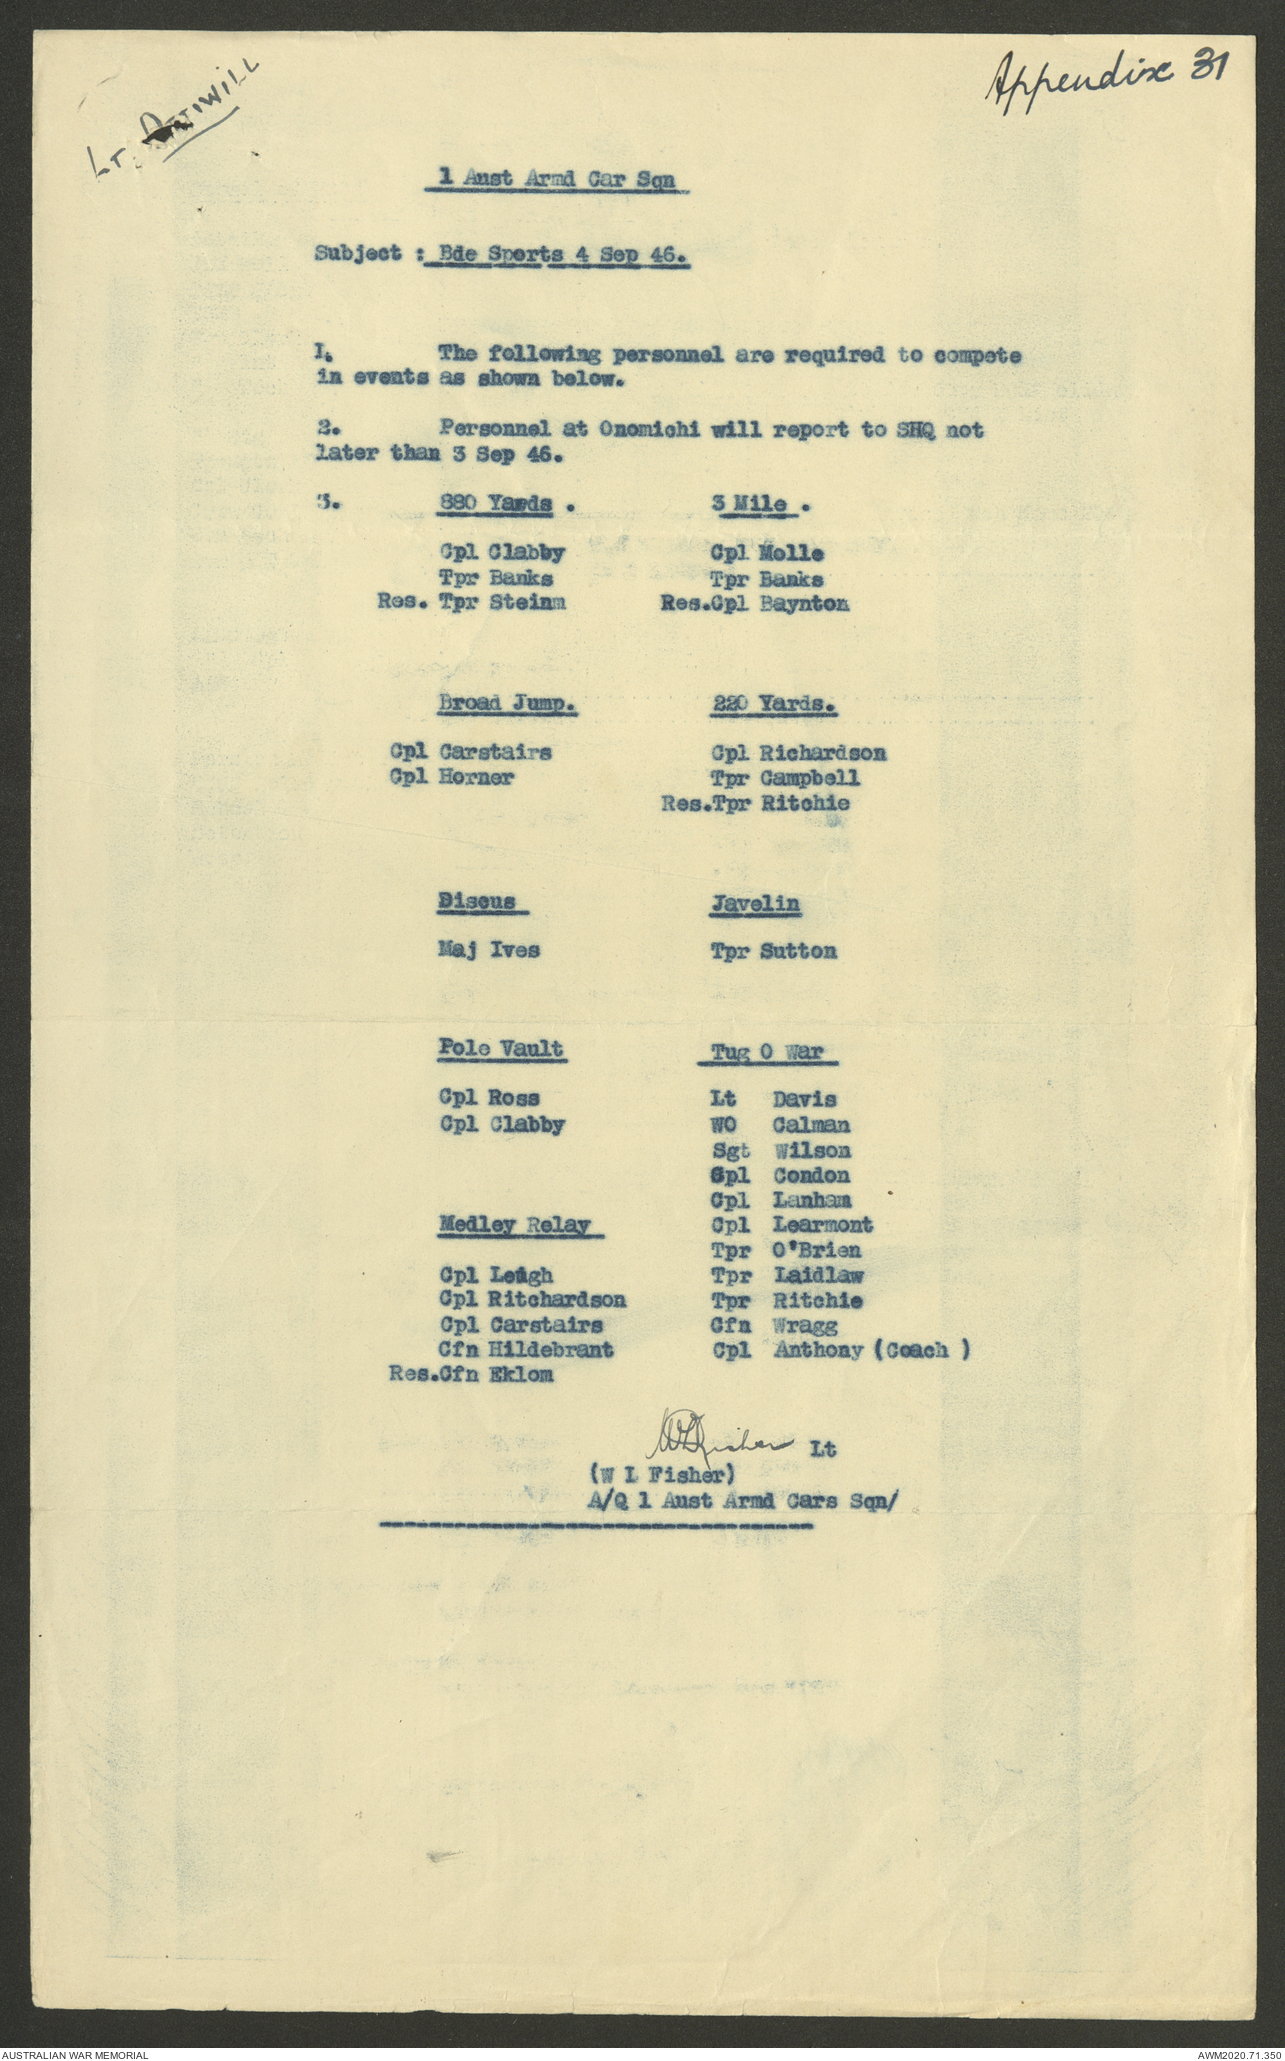 Lt.
Appendix 31
1 Aust Armd Car Sqn
Subject : Bde Sports 4 Sep 46.
1. The following personnel are required to compete
in events as shown below.
2. Personnel at Onomichi will report to SHQ not
later than 3 Sep 46.
3. 880 Yards . 3 Mile .
Cpl Clabby Cpl Molle
Tpr Banks Tpr Banks
Res. Tpr Steinm Res.Cpl Baynton
Broad Jump. 220 Yards.
Cpl Carstairs Cpl Richardson
Cpl Horner Tpr Campbell
Res.Tpr Ritchie
Discus Javelin
Maj Ives Tpr Sutton
Pole Vault Tug O War
Cpl Ross Lt Davis
Cpl Clabby WO Calman
Sgt Wilson
Cpl Condon
Cpl Lanham
Medley Relay Cpl Learmont
Tpr O'Brien
Cpl Leigh Tpr Laidlaw
Cpl Ritchardson Tpr Ritchie
Cpl Carstairs Cfn Wragg
Cfn Hildebrant Cpl Anthony (Coach )
Res.Cfn Eklom
WLFisher Lt
(W L Fisher)
A/Q 1 Aust Armd Cars Sqn/
AUSTRALIAN WAR MEMORIAL AWM2020.71.350